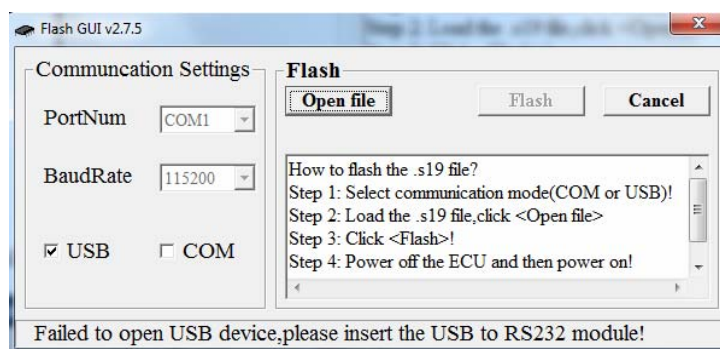 Flash GUI v2.7.5
Communcation Settings
PortNum
COM1
BaudRate
115200
USB
COM
Flash
Open file
Flash
Cancel
How to flash the .s19 file?
Step 1: Select communication mode(COM or USB)!
Step 2: Load the .s19 file,click <Open file>
Step 3: Click <Flash>!
Step 4: Power off the ECU and then power on!
Failed to open USB device,please insert the USB to RS232 module!